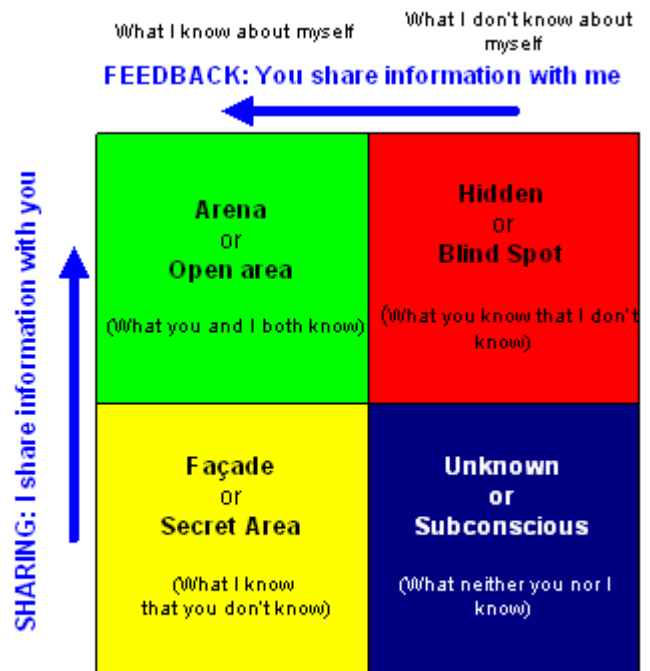 What I know about myself
What I don't know about
myself
FEEDBACK: You share information with me
SHARING: I share information with you
Arena
or
Open area
(What you and I both know)
Hidden
or
Blind Spot
(What you know that I don't
know)
Façade
or
Secret Area
(What I know
that you don't know)
Unknown
or
Subconscious
(What neither you nor I
know)